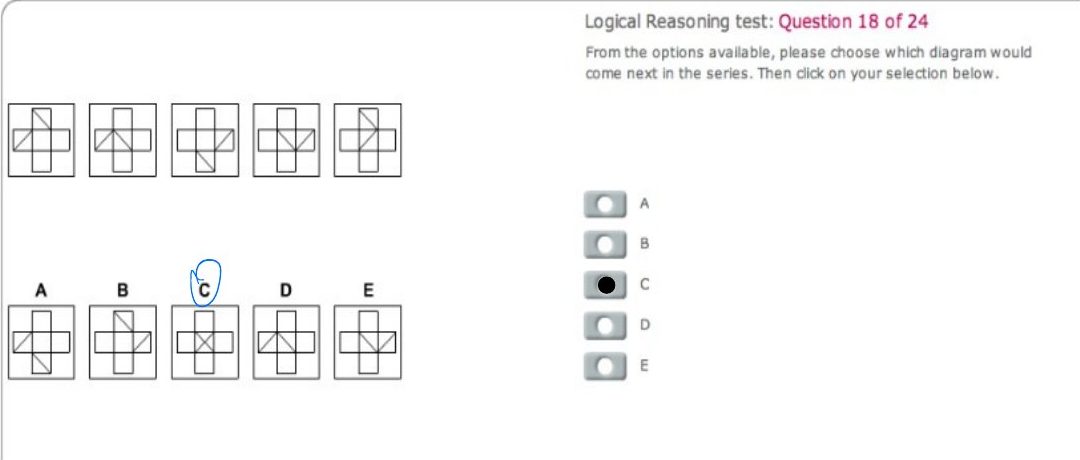 Logical Reasoning test: Question 18 of 24
From the options available, please choose which diagram would
come next in the series. Then click on your selection below.
A
B
C
D
E
A B C D E